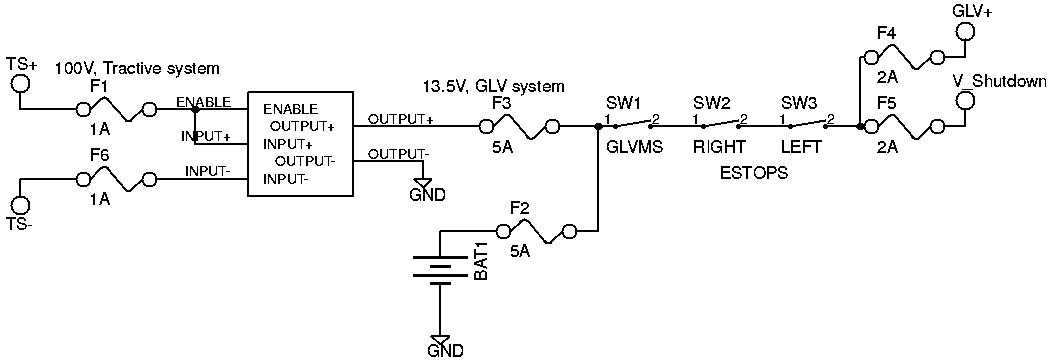 TS+
100V, Tractive system
F1
1A
ENABLE
INPUT+
F6
INPUT-
1A
TS-
ENABLE
OUTPUT+
INPUT+
OUTPUT-
INPUT-
OUTPUT+
OUTPUT-
GND
13.5V, GLV system
F3
5A
F2
5A
BAT1
GND
SW1
1 2
GLVMS
SW2
1 2
RIGHT
SW3
1 2
LEFT
ESTOPS
F4
2A
GLV+
F5
2A
V_Shutdown